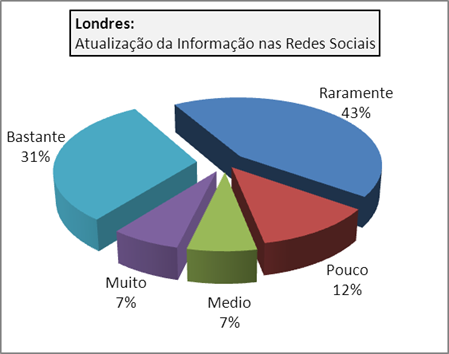 Londres:
Atualização da Informação nas Redes Sociais
Raramente
43%
Bastante
31%
Pouco
12%
Muito
7%
Medio
7%